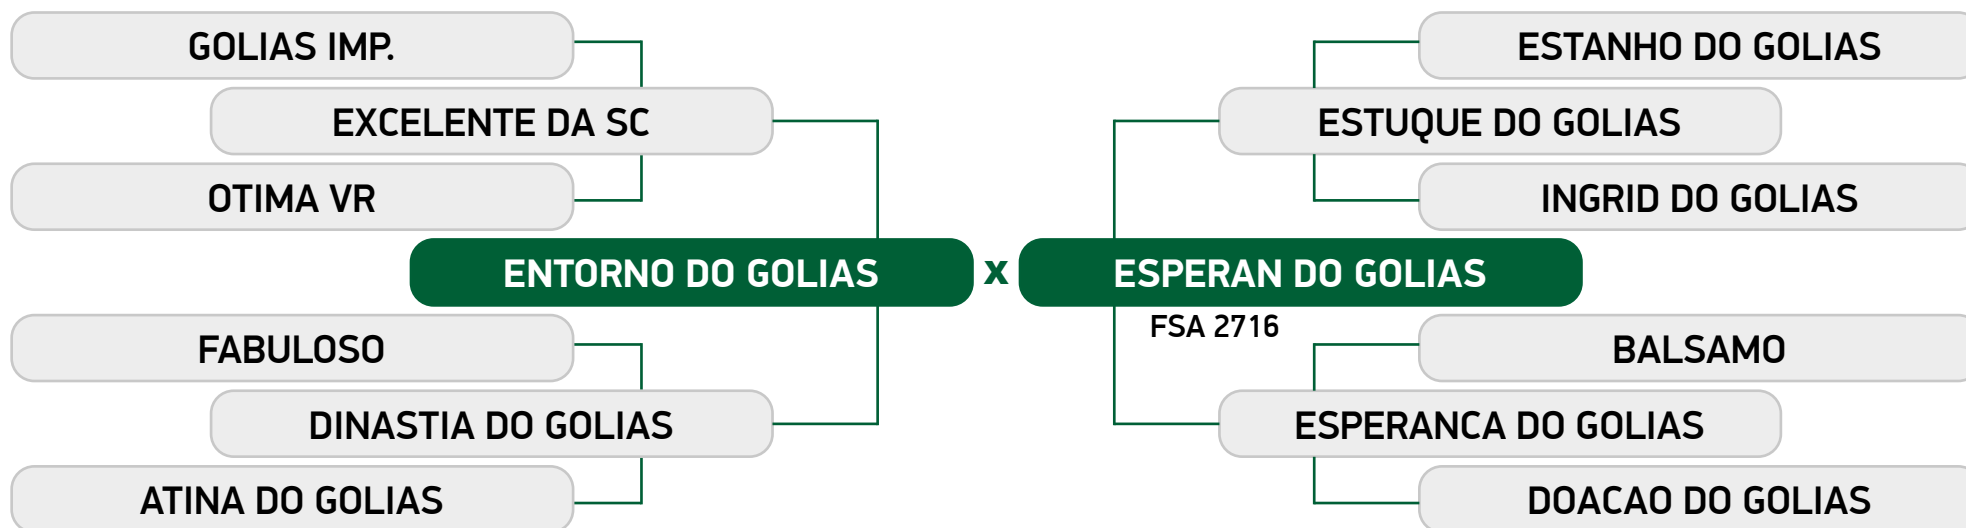 GOLIAS IMP.
EXCELENTE DA SC
OTIMA VR
ENTORNO DO GOLIAS
FABULOSO
DINASTIA DO GOLIAS
ATINA DO GOLIAS
x
ESTANHO DO GOLIAS
ESTUQUE DO GOLIAS
INGRID DO GOLIAS
ESPERAN DO GOLIAS
FSA 2716
BALSAMO
ESPERANCA DO GOLIAS
DOACAO DO GOLIAS